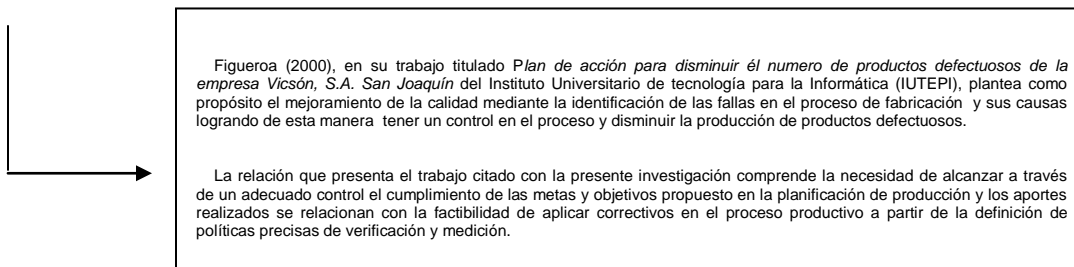 Figueroa (2000), en su trabajo titulado Plan de acción para disminuir él numero de productos defectuosos de la
empresa Vicsón, S.A. San Joaquín del Instituto Universitario de tecnología para la Informática (IUTEPI), plantea como
propósito el mejoramiento de la calidad mediante la identificación de las fallas en el proceso de fabricación y sus causas
logrando de esta manera tener un control en el proceso y disminuir la producción de productos defectuosos.
La relación que presenta el trabajo citado con la presente investigación comprende la necesidad de alcanzar a través
de un adecuado control el cumplimiento de las metas y objetivos propuesto en la planificación de producción y los aportes
realizados se relacionan con la factibilidad de aplicar correctivos en el proceso productivo a partir de la definición de
políticas precisas de verificación y medición.